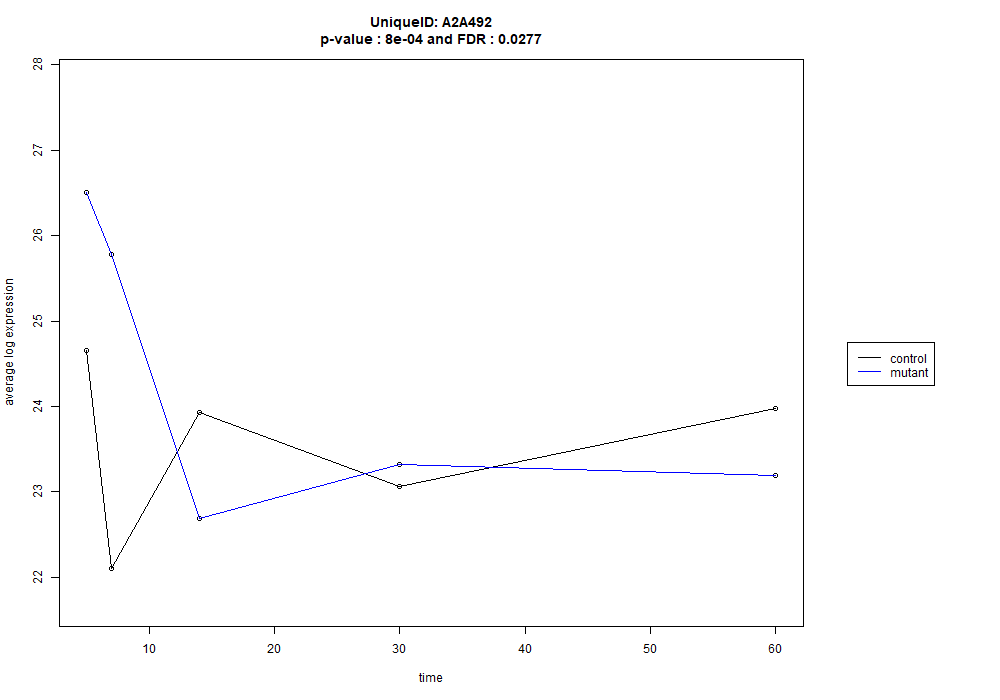 UniqueID: A2A492
p-value : 8e-04 and FDR : 0.0277
28
27
26
25
24
23
22
average log expression
10
20
30
40
50
60
time
control
mutant